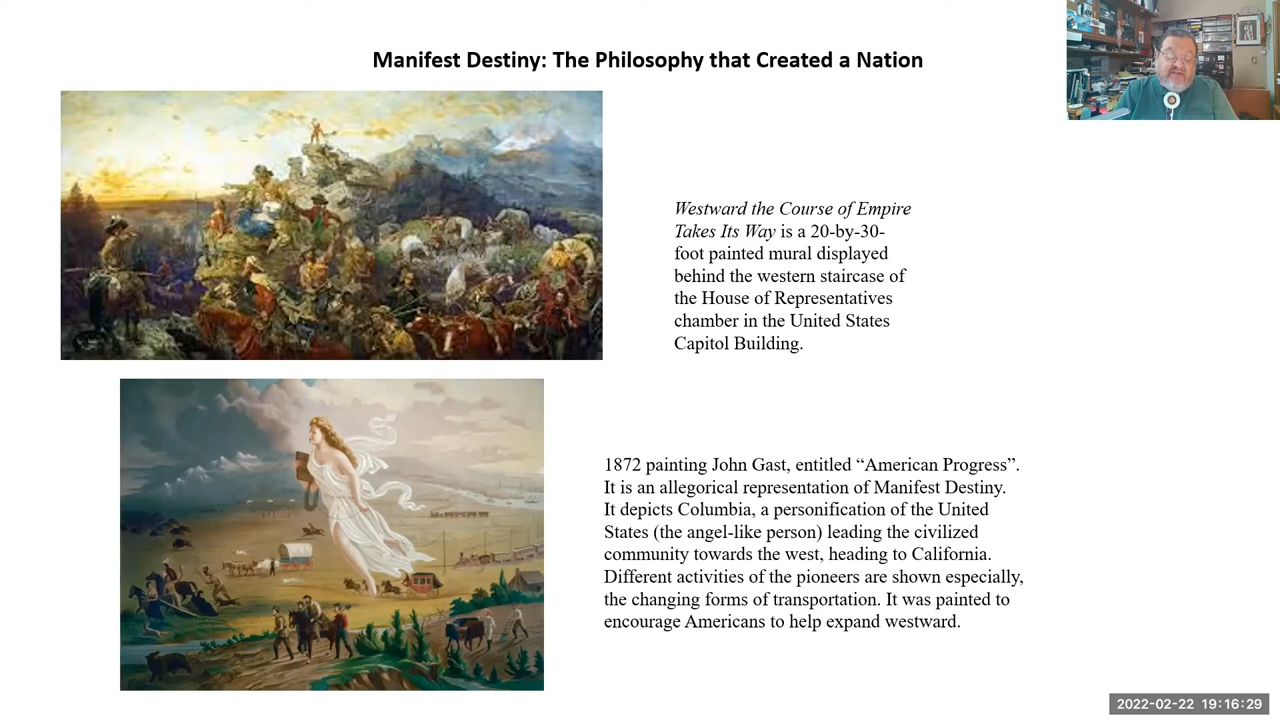 Manifest Destiny: The Philosophy that Created a Nation
Westward the Course of Empire
Takes Its Way is a 20-by-30-
foot painted mural displayed
behind the western staircase of
the House of Representatives
chamber in the United States
Capitol Building.
1872 painting John Gast, entitled “American Progress”.
It is an allegorical representation of Manifest Destiny.
It depicts Columbia, a personification of the United
States (the angel-like person) leading the civilized
community towards the west, heading to California.
Different activities of the pioneers are shown especially,
the changing forms of transportation. It was painted to
encourage Americans to help expand westward.
2022-02-22 19:16:29